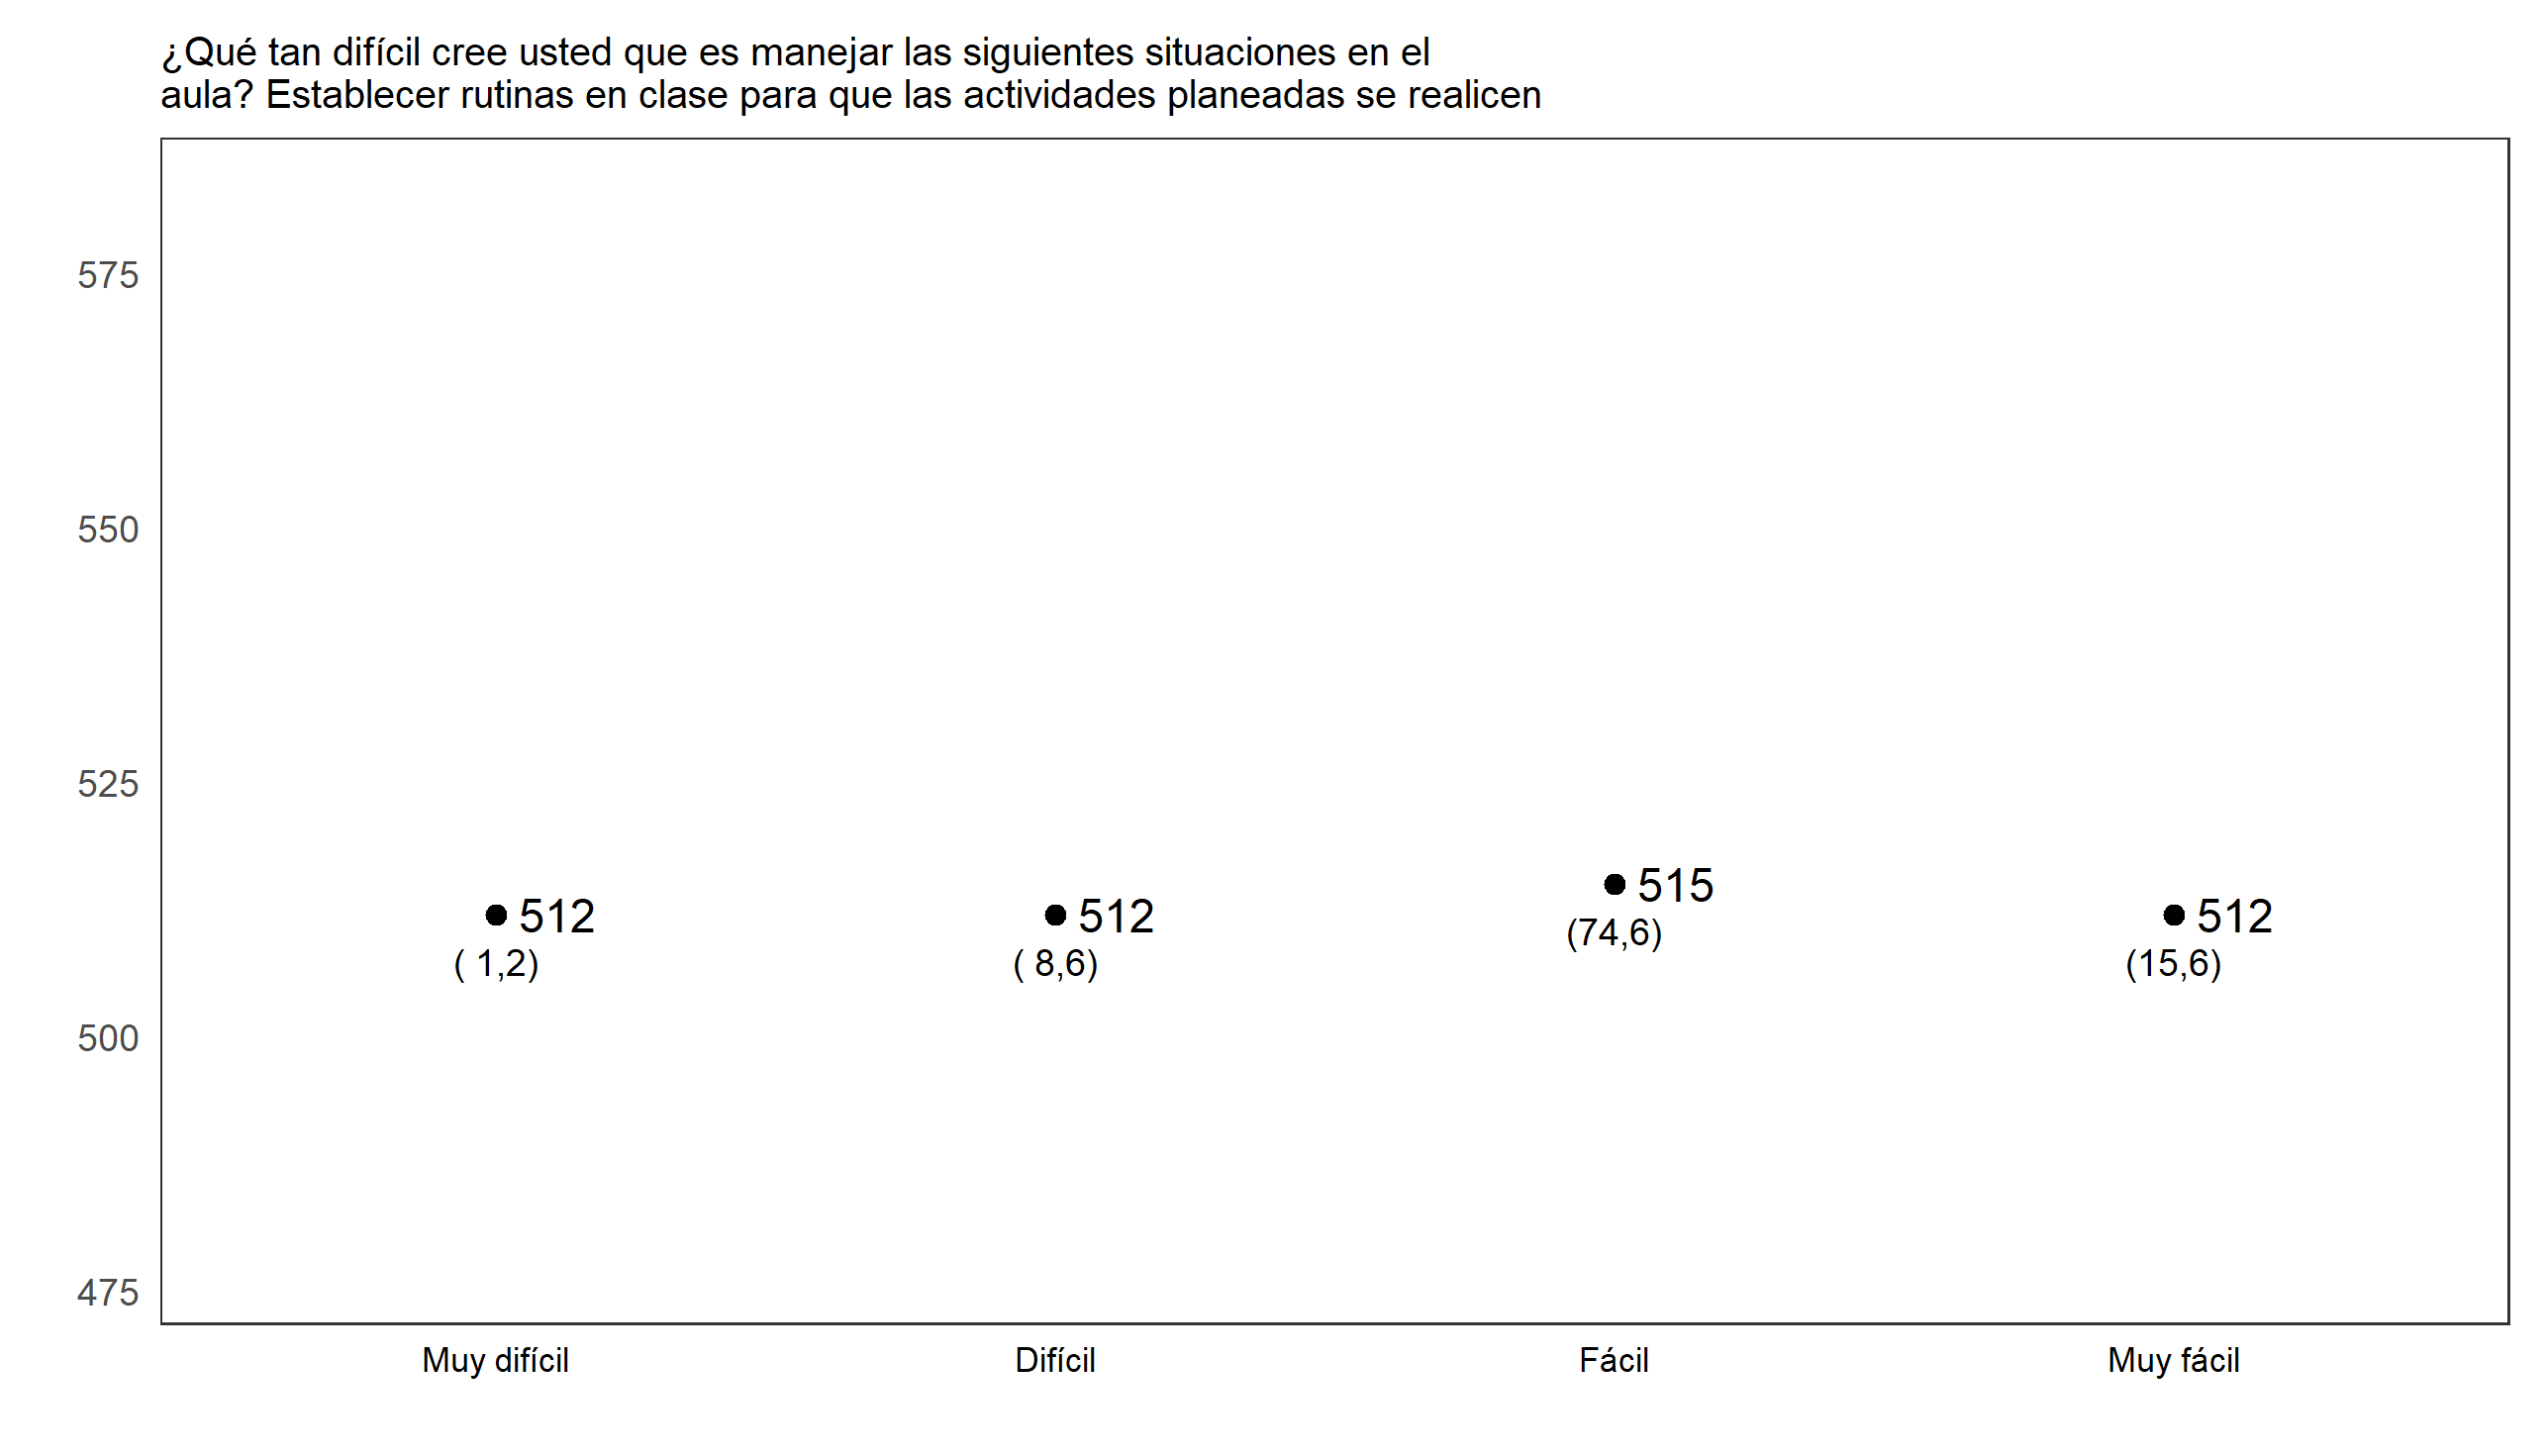 ¿Qué tan difícil cree usted que es manejar las siguientes situaciones en el
aula? Establecer rutinas en clase para que las actividades planeadas se realicen
575
550
525
500
475
512
( 1,2)
512
( 8,6)
515
(74,6)
512
(15,6)
Muy difícil
Difícil
Fácil
Muy fácil